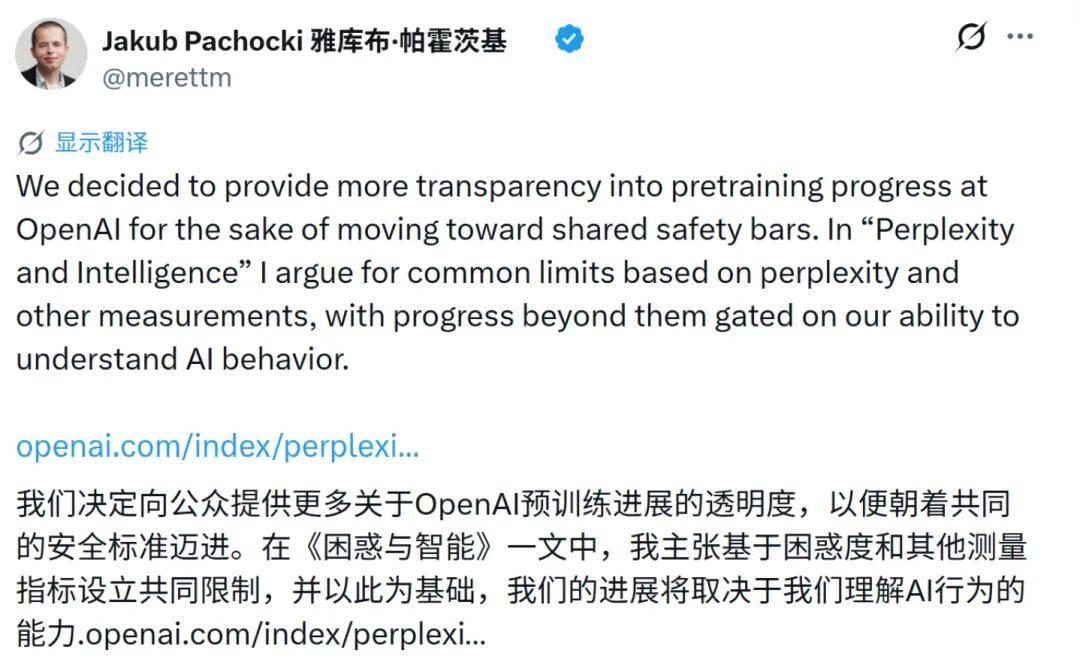 Jakub Pachocki 雅库布·帕霍茨基
@merettm
显示翻译
We decided to provide more transparency into pretraining progress at
OpenAI for the sake of moving toward shared safety bars. In “Perplexity
and Intelligence” I argue for common limits based on perplexity and
other measurements, with progress beyond them gated on our ability to
understand AI behavior.
openai.com/index/perplexi...
我们决定向公众提供更多关于OpenAI预训练进展的透明度，以便朝着共同
的安全标准迈进。在《困惑与智能》一文中，我主张基于困惑度和其他测量
指标设立共同限制，并以此为基础，我们的进展将取决于我们理解AI行为的
能力.openai.com/index/perplexi...